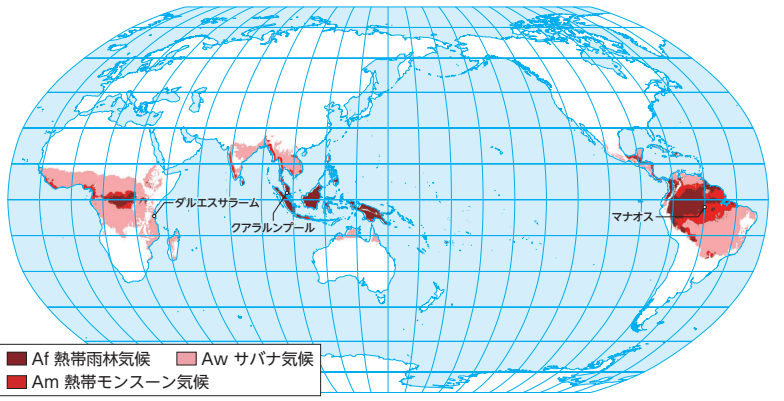 ダルエスサラーム
クアラルンプール
マナオス
Af 熱帯雨林気候
Aw サバナ気候
Am 熱帯モンスーン気候